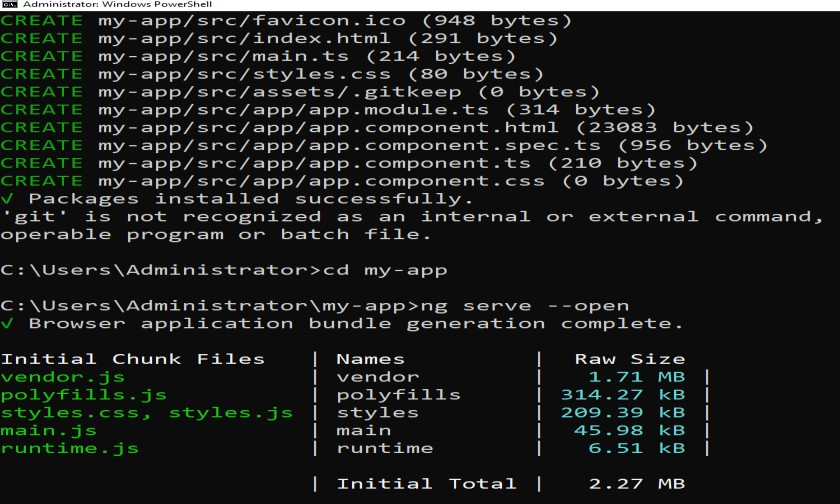 Administrator: Windows PowerShell
CREATE my-app/src/favicon.ico (948 bytes)
CREATE my-app/src/index.html (291 bytes)
CREATE my-app/src/main.ts (214 bytes)
CREATE my-app/src/styles.css (80 bytes)
CREATE my-app/src/assets/.gitkeep (0 bytes)
CREATE my-app/src/app/app.module.ts (314 bytes)
CREATE my-app/src/app/app.component.html (23083 bytes)
CREATE my-app/src/app/app.component.spec.ts (956 bytes)
CREATE my-app/src/app/app.component.ts (210 bytes)
CREATE my-app/src/app/app.component.css (0 bytes)
√ Packages installed successfully.
'git' is not recognized as an internal or external command,
operable program or batch file.
C:\Users\Administrator>cd my-app
C:\Users\Administrator\my-app>ng serve --open
√ Browser application bundle generation complete.
Initial Chunk Files | Names | Raw Size
vendor.js | vendor | 1.71 MB |
polyfills.js | polyfills | 314.27 kB |
styles.css, styles.js | styles | 209.39 kB |
main.js | main | 45.98 kB |
runtime.js | runtime | 6.51 kB |
| Initial Total | 2.27 MB